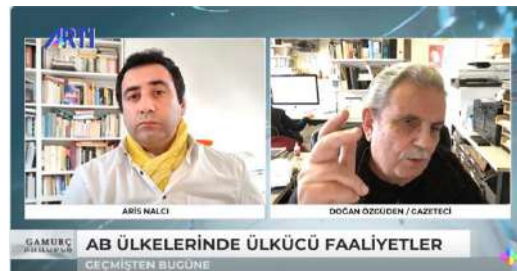 ARTI
ARİS NALCI
DOĞAN ÖZGÜDEN / GAZETECİ
GAMURÇ
AB ÜLKELERİNDE ÜLKÜCÜ FAALİYETLER
GEÇMİŞTEN BUGÜNE